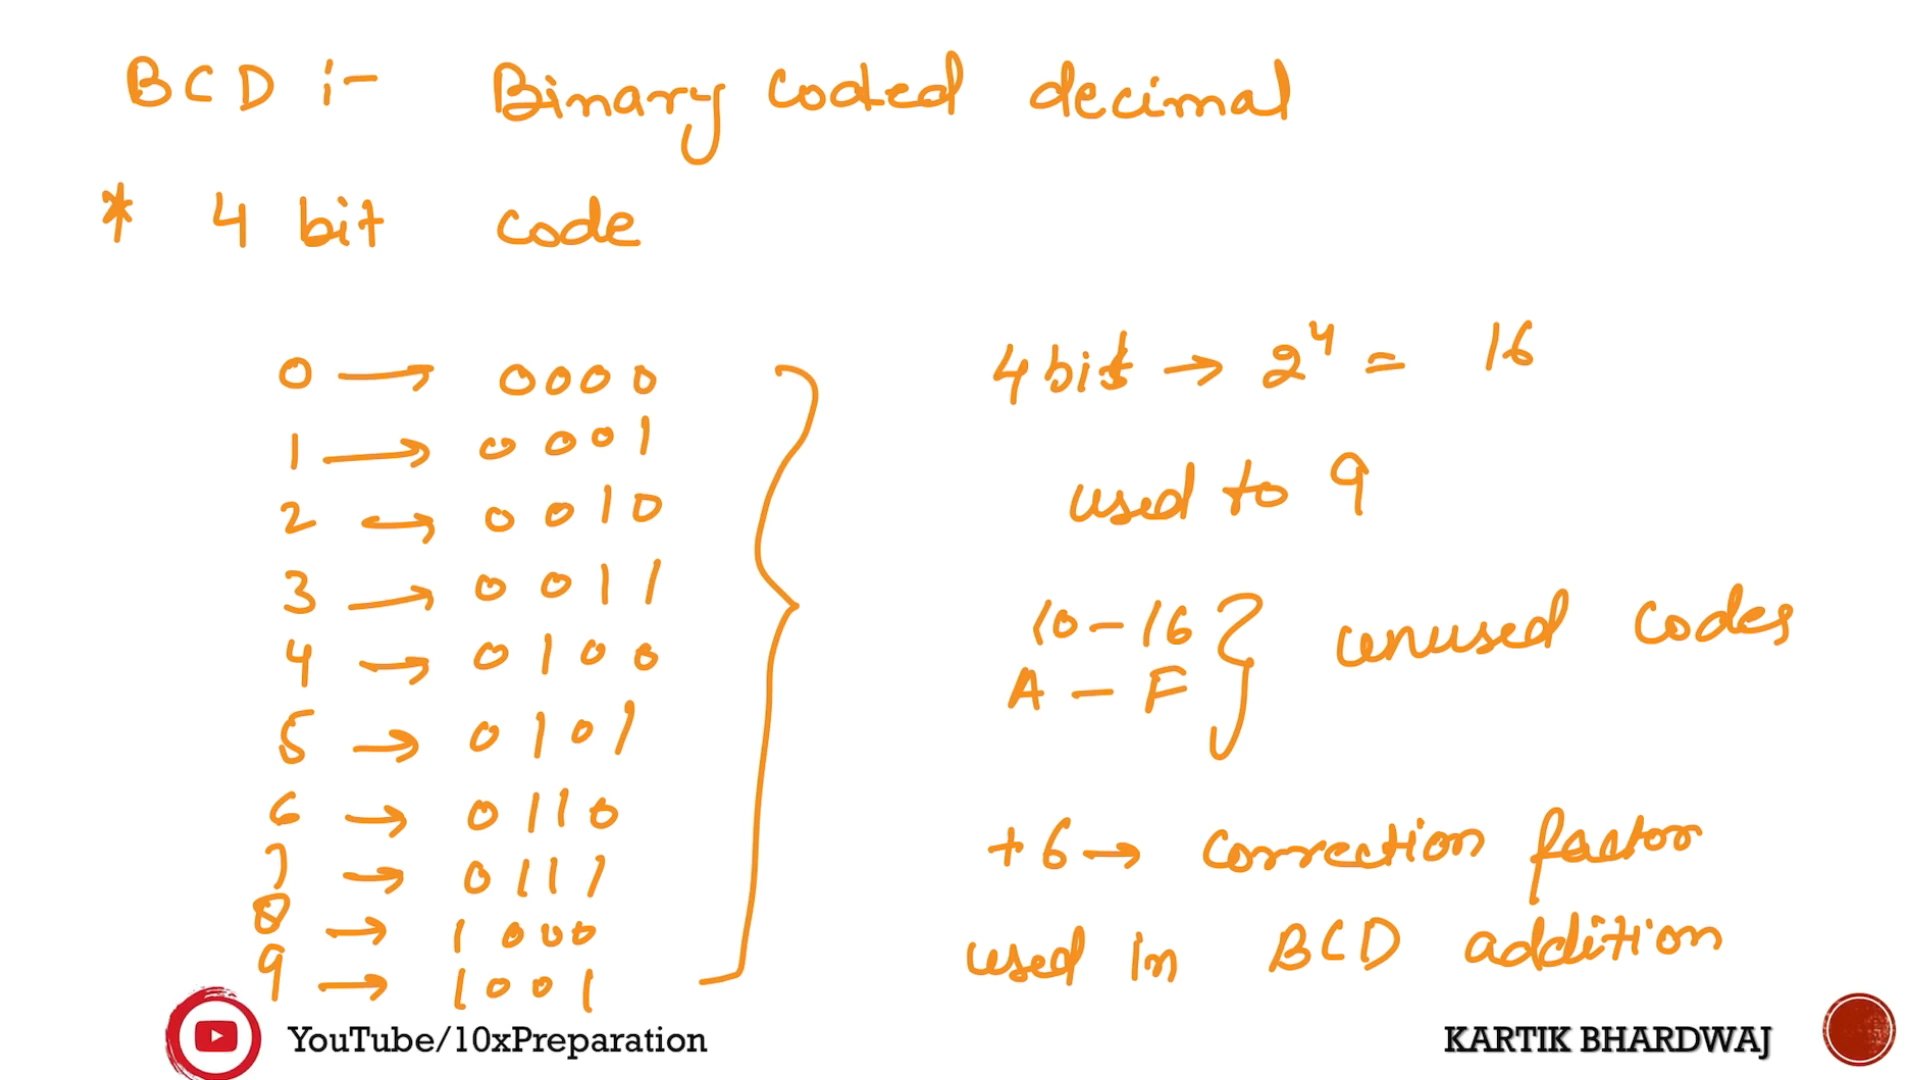 BCD :- Binary coded decimal
* 4 bit code
0 → 0000
1 → 0001
2 → 0010
3 → 0011
4 → 0100
5 → 0101
6 → 0110
7 → 0111
8 → 1000
9 → 1001
4 bit → 2⁴ = 16
used to 9
10 - 16
A - F } unused codes
+6 → correction factor
used in BCD addition
YouTube/10xPreparation
KARTIK BHARDWAJ